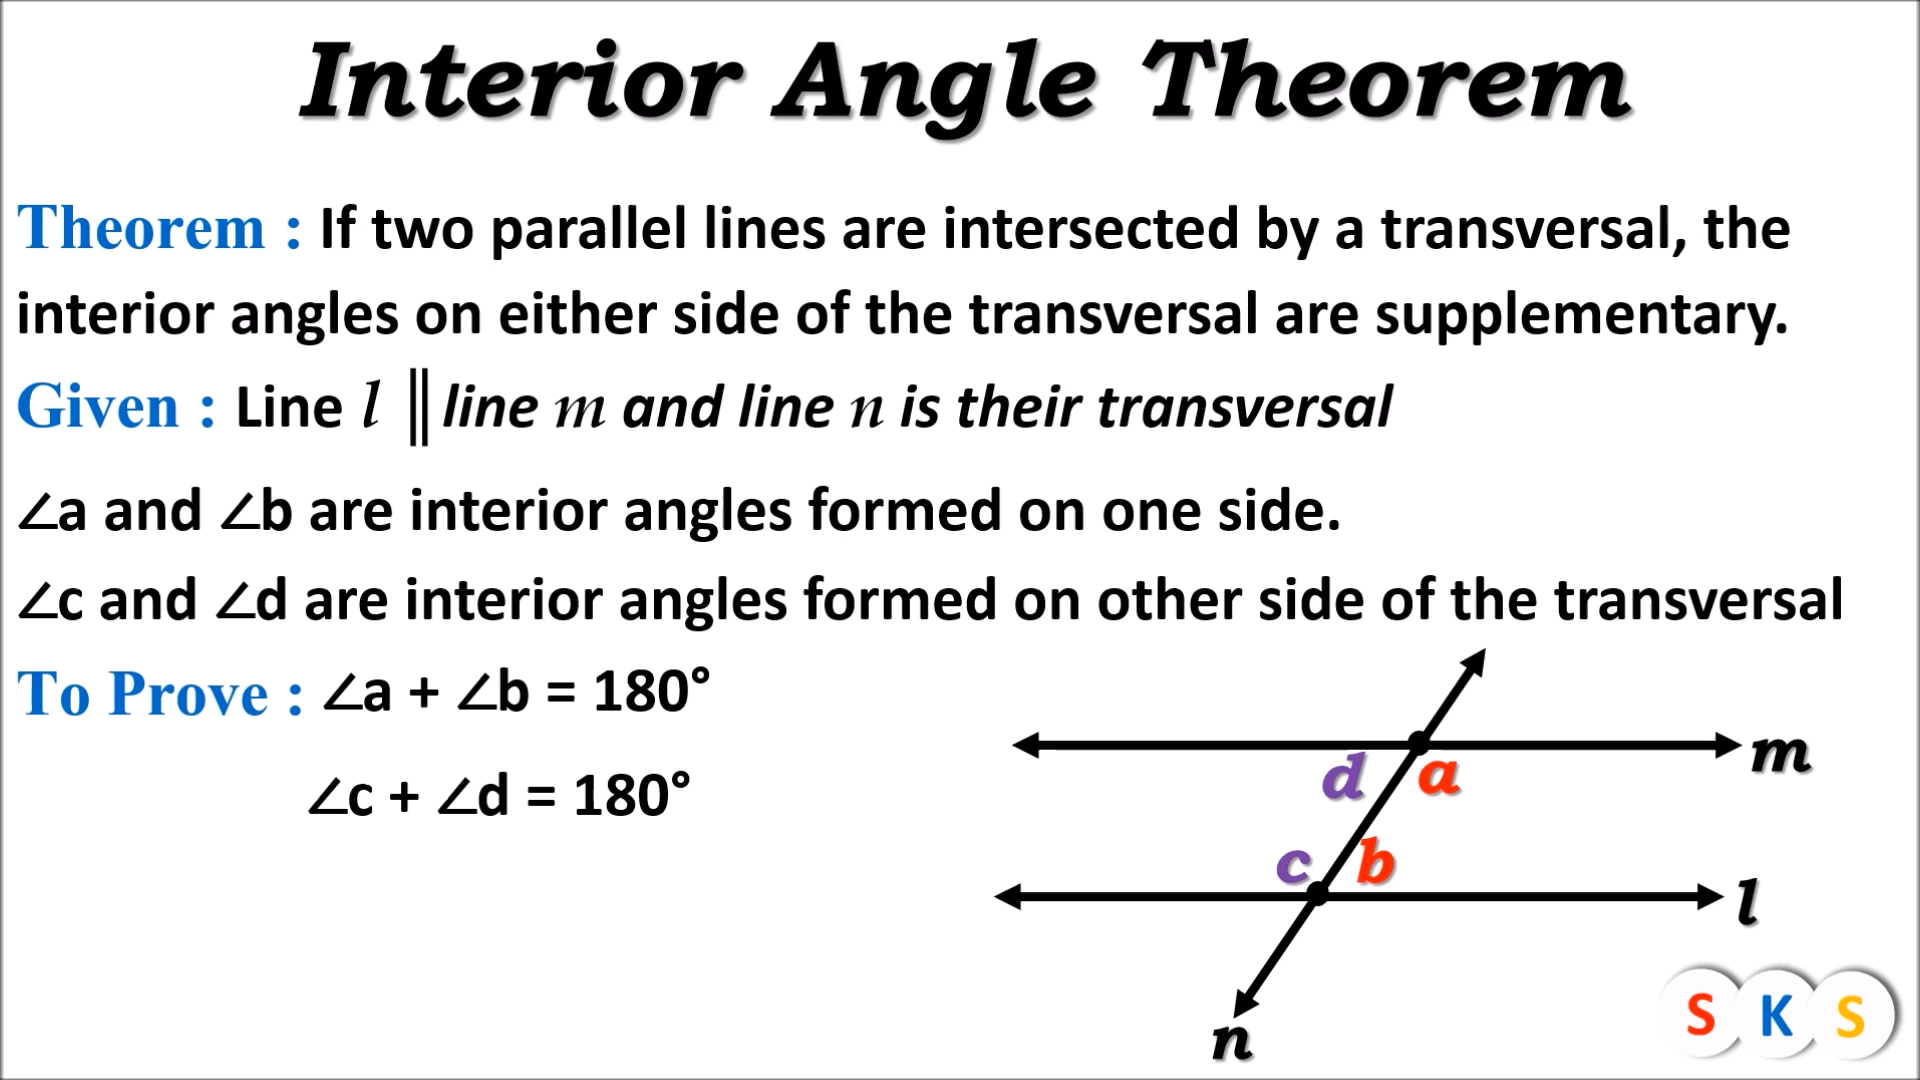 Interior Angle Theorem
Theorem : If two parallel lines are intersected by a transversal, the
interior angles on either side of the transversal are supplementary.
Given : Line l ∥ line m and line n is their transversal
∠a and ∠b are interior angles formed on one side.
∠c and ∠d are interior angles formed on other side of the transversal
To Prove : ∠a + ∠b = 180°
∠c + ∠d = 180°
m
d a
c b
l
n
S K S